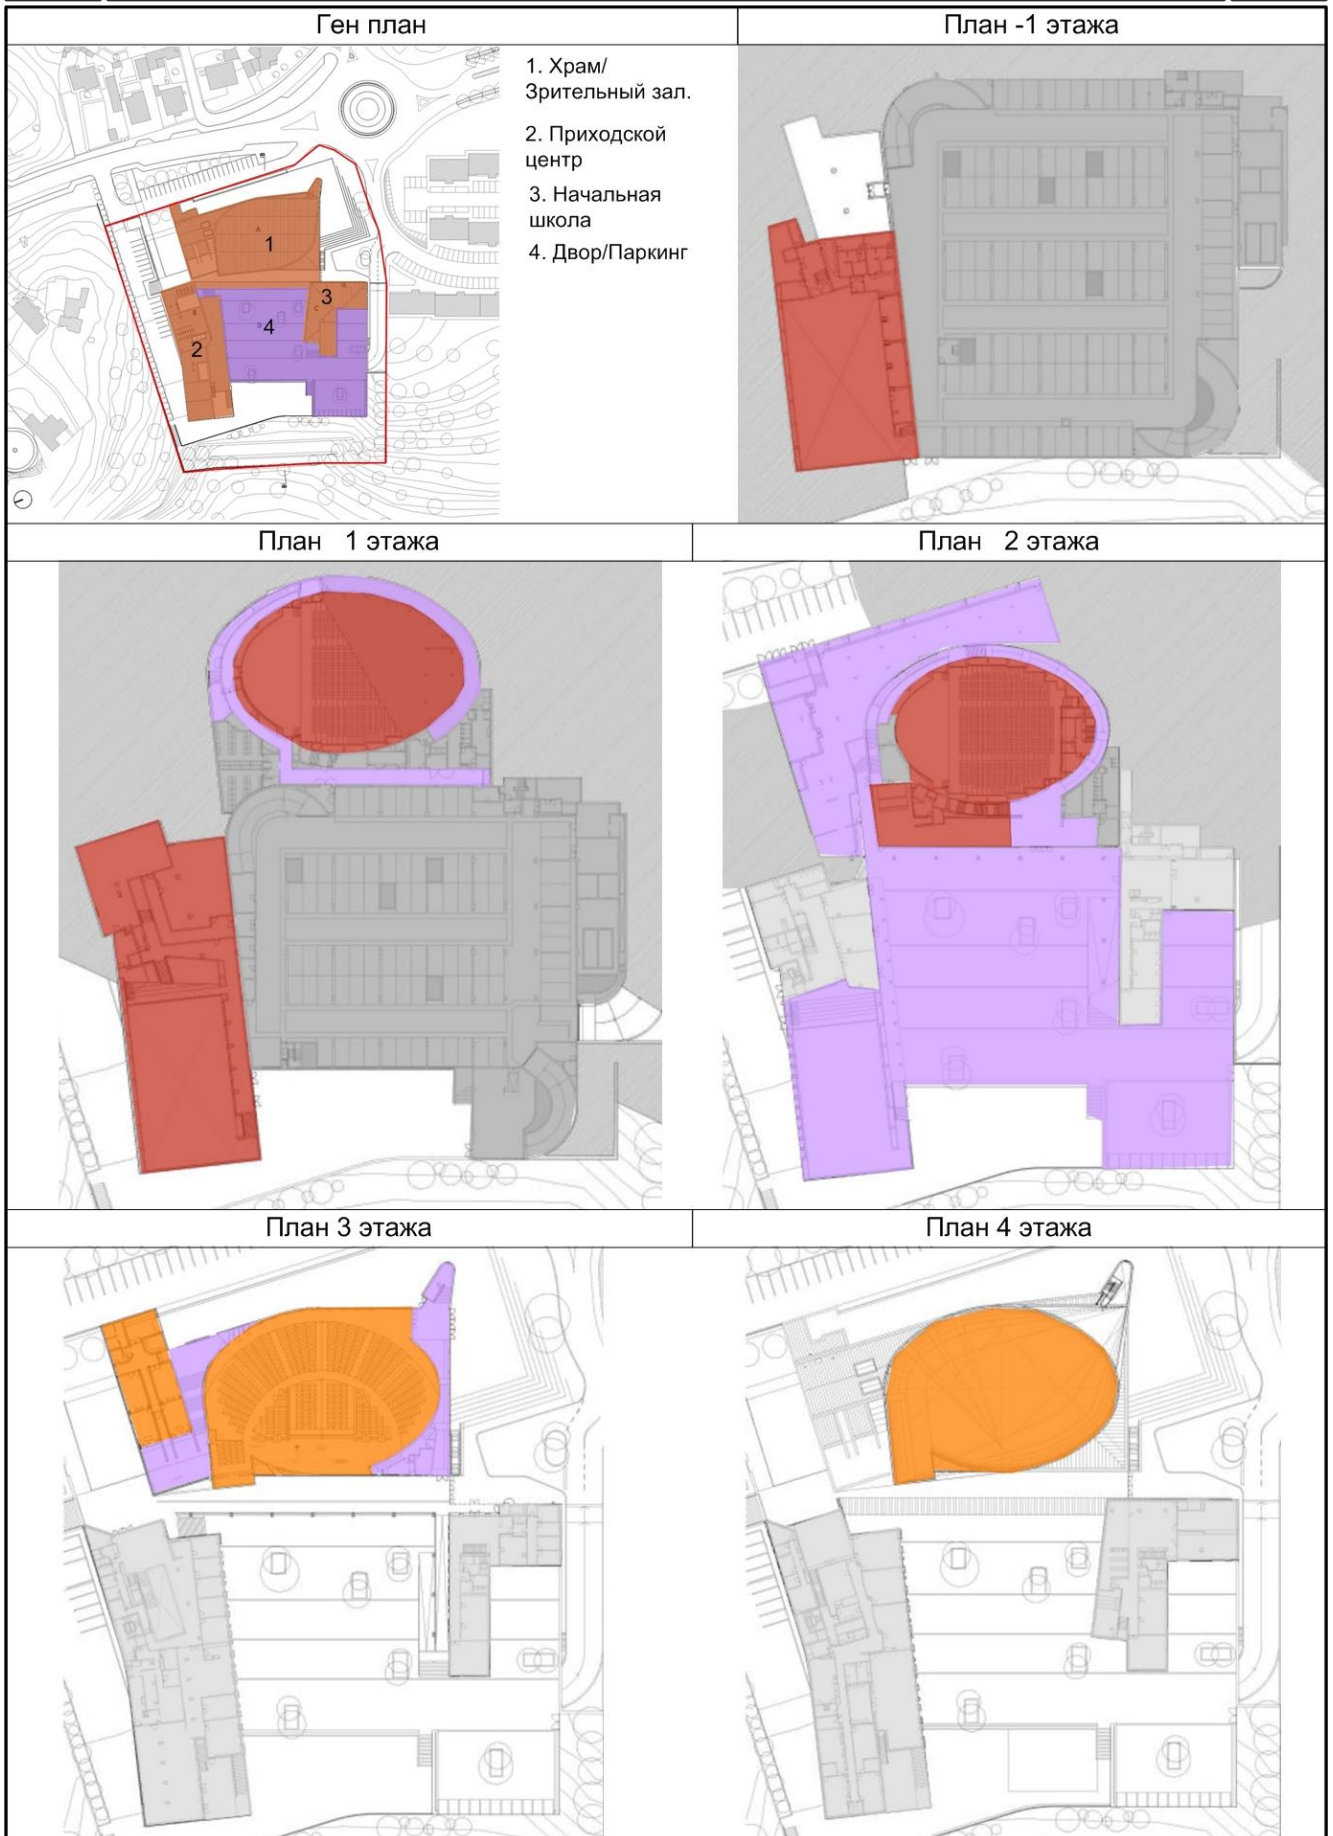 Ген план
План -1 этажа
1. Храм/
Зрительный зал.
2. Приходской
центр
3. Начальная
школа
4. Двор/Паркинг
1
2
3
4
План 1 этажа
План 2 этажа
План 3 этажа
План 4 этажа